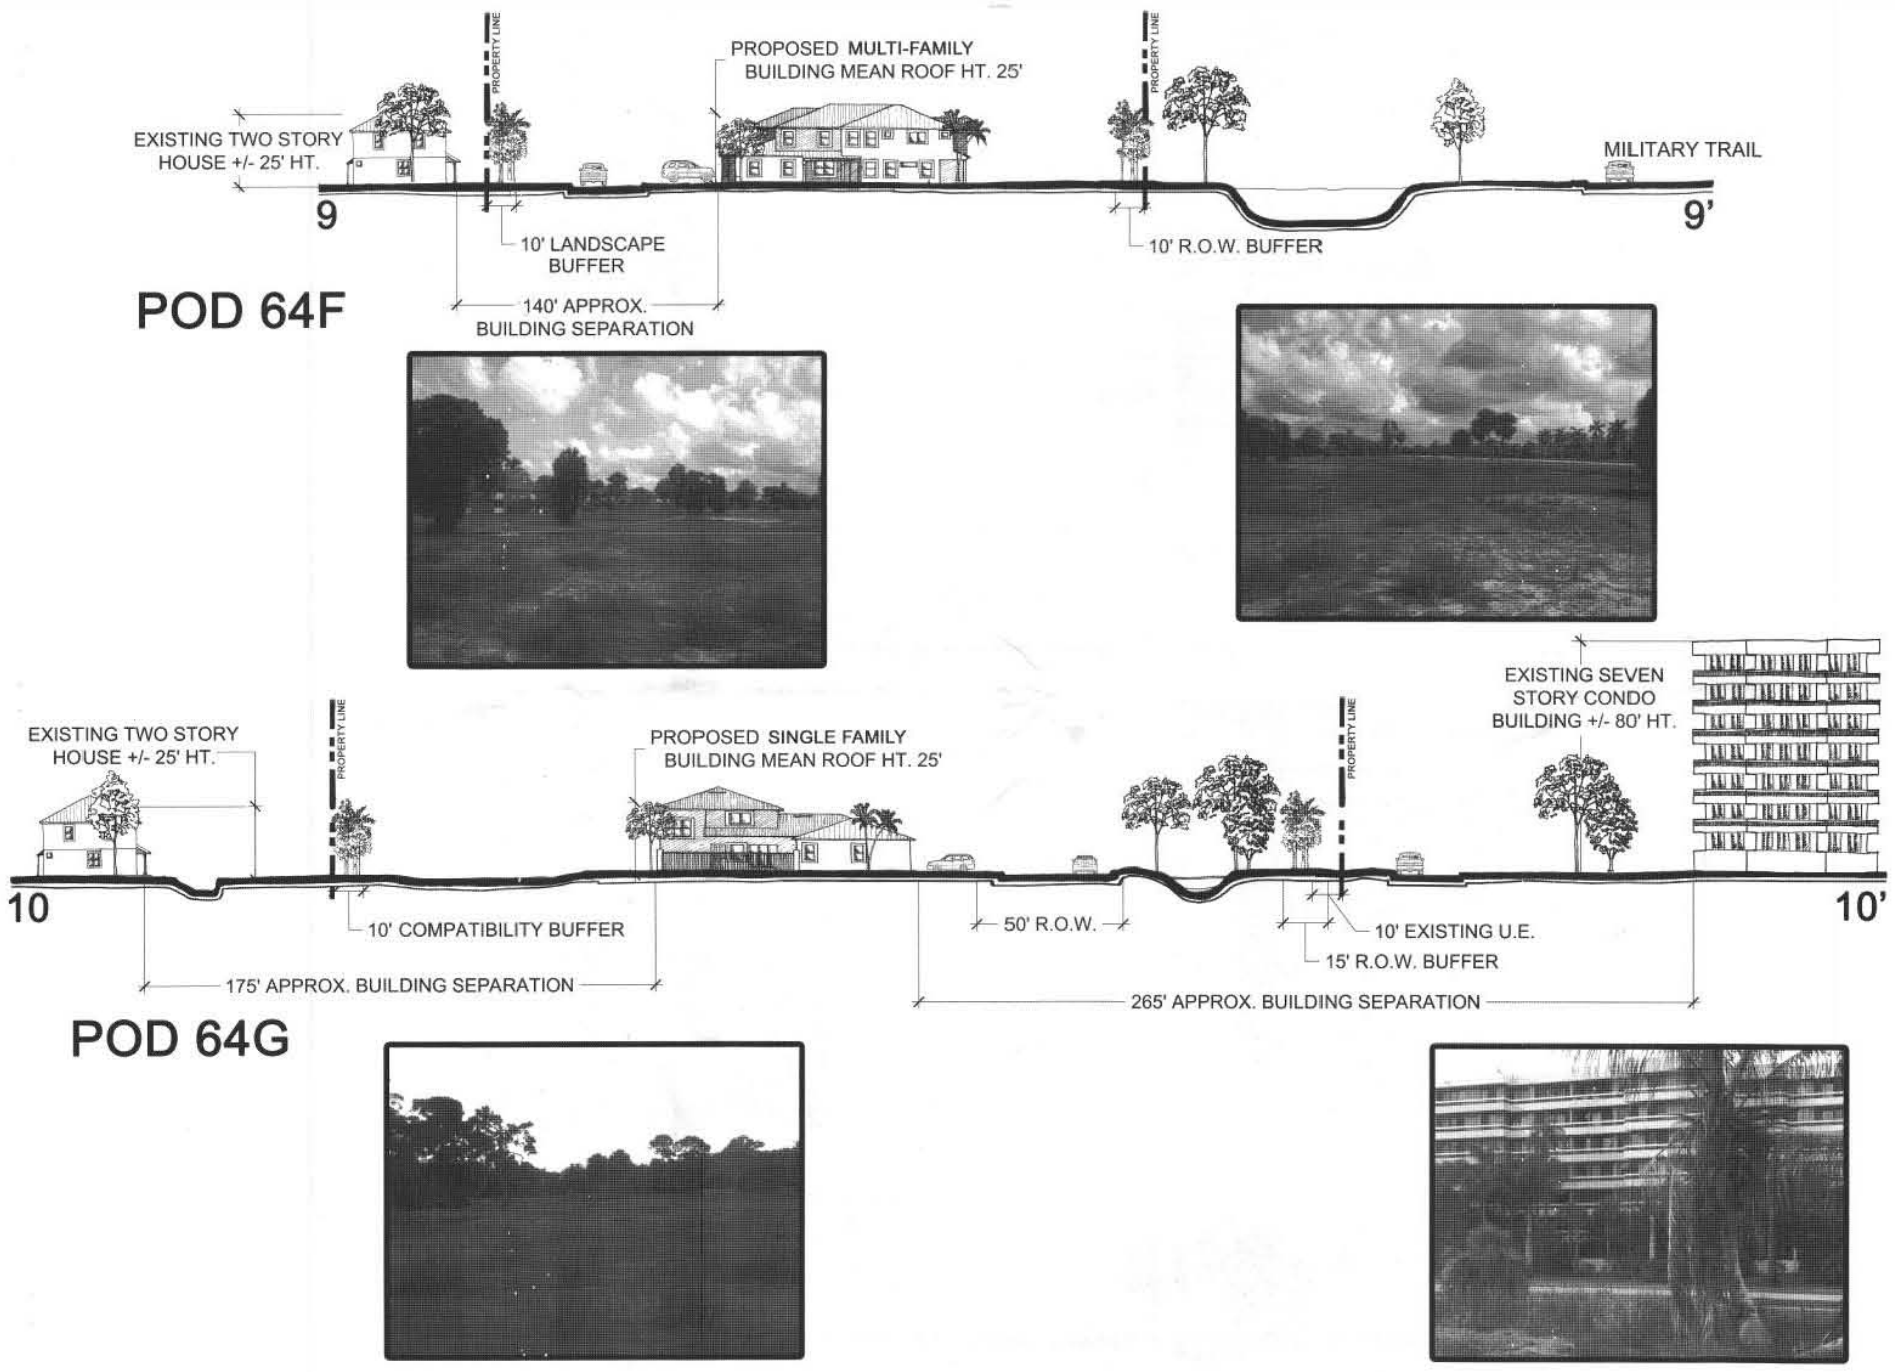 PROPERTY LINE
PROPOSED MULTI-FAMILY
BUILDING MEAN ROOF HT. 25'
PROPERTY LINE
EXISTING TWO STORY
HOUSE +/- 25' HT.
MILITARY TRAIL
9
9'
10' LANDSCAPE
BUFFER
10' R.O.W. BUFFER
POD 64F
140' APPROX.
BUILDING SEPARATION
EXISTING SEVEN
STORY CONDO
BUILDING +/- 80' HT.
EXISTING TWO STORY
HOUSE +/- 25' HT.
PROPERTY LINE
PROPOSED SINGLE FAMILY
BUILDING MEAN ROOF HT. 25'
PROPERTY LINE
10
10'
10' COMPATIBILITY BUFFER
50' R.O.W.
10' EXISTING U.E.
15' R.O.W. BUFFER
175' APPROX. BUILDING SEPARATION
265' APPROX. BUILDING SEPARATION
POD 64G